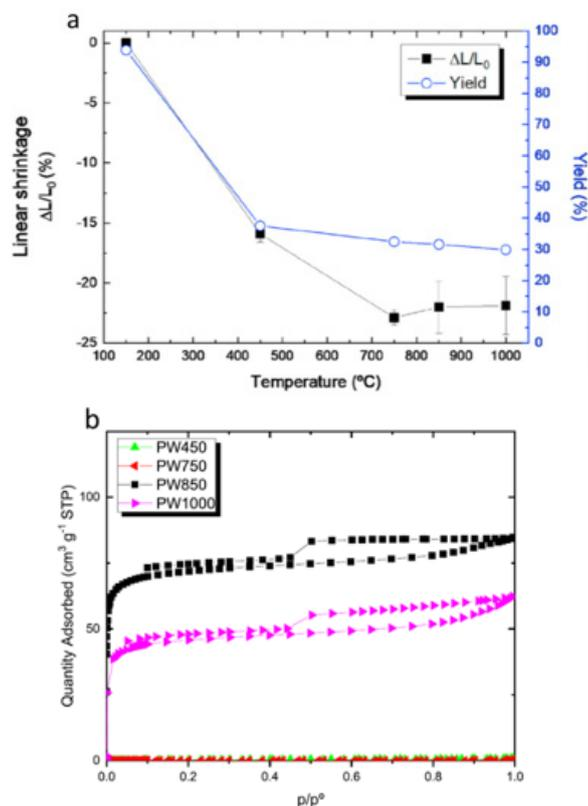 a
0
-5
-10
-15
-20
-25
Linear shrinkage
ΔL/L₀ (%)
ΔL/L₀
Yield
100
90
80
70
60
50
40
30
20
10
0
Yield (%)
100 200 300 400 500 600 700 800 900 1000
Temperature (ºC)
b
PW450
PW750
PW850
PW1000
100
50
0
Quantity Adsorbed (cm³ g⁻¹ STP)
0.0 0.2 0.4 0.6 0.8 1.0
p/pº